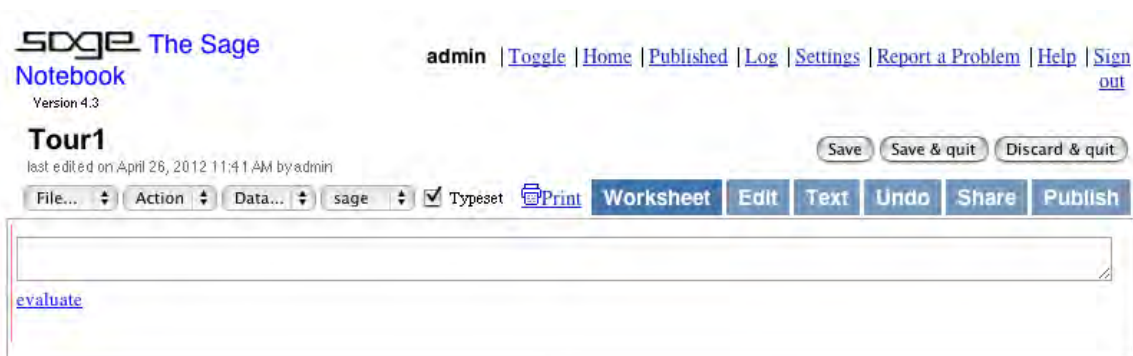 sage The Sage
Notebook
admin | Toggle | Home | Published | Log | Settings | Report a Problem | Help | Sign
out
Version 4.3
Tour1
last edited on April 26, 2012 11:41 AM by admin
Save Save & quit Discard & quit
File... Action Data... sage Typeset Print Worksheet Edit Text Undo Share Publish
evaluate